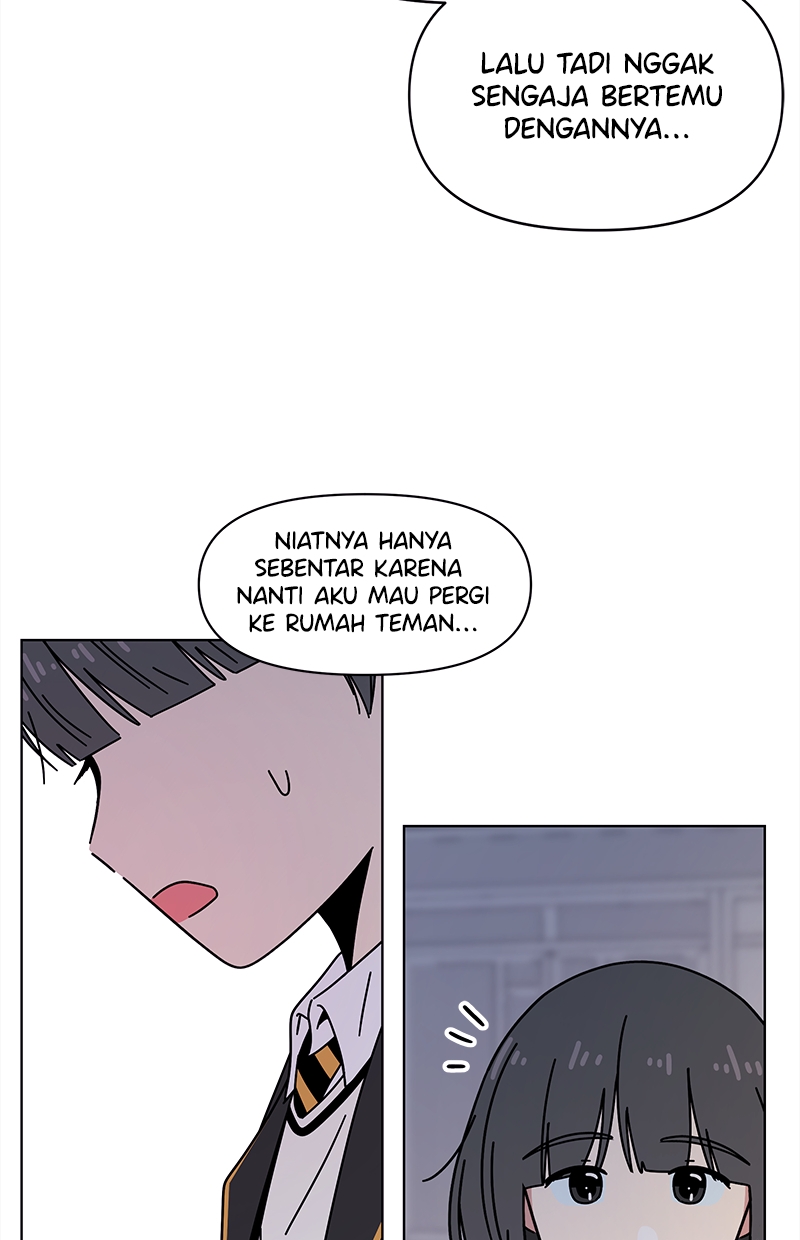 LALU TADI NGGAK
SENGAJA BERTEMU
DENGANNYA...
NIATNYA HANYA
SEBENTAR KARENA
NANTI AKU MAU PERGI
KE RUMAH TEMAN...